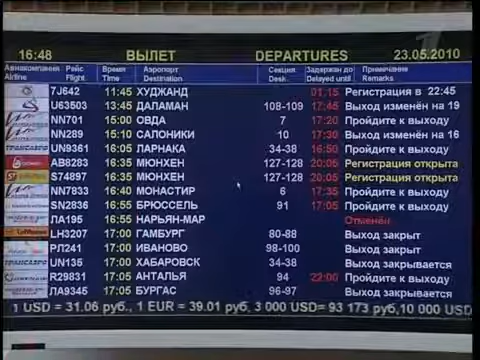 16:48 ВЫЛЕТ DEPARTURES 23.05.2010
Авиакомпания Рейс Время Аэропорт Секция Задержан до Примечание
Airline Flight Time Destination Desk. Delayed until Remarks
7J642 11:45 ХУДЖАНД 01:15 Регистрация в 22:45
U63503 13:45 ДАЛАМАН 108-109 17:45 Выход изменён на 19
NN701 15:00 ОВДА 7 17:20 Пройдите к выходу
NN289 15:10 САЛОНИКИ 10 17:30 Выход изменён на 16
ТРАНСАЭРО UN9361 16:05 ЛАРНАКА 34-38 16:50 Пройдите к выходу
AB8283 16:35 МЮНХЕН 127-128 20:05 Регистрация открыта
S74897 16:35 МЮНХЕН 127-128 20:05 Регистрация открыта
NN7833 16:40 МОНАСТИР 6 17:35 Пройдите к выходу
SN2836 16:55 БРЮССЕЛЬ 91 17:05 Пройдите к выходу
ЛА195 16:55 НАРЬЯН-МАР Отменён
Lufthansa LH3207 17:00 ГАМБУРГ 80-88 Выход закрыт
РЛ241 17:00 ИВАНОВО 98-100 Выход закрыт
ТРАНСАЭРО UN135 17:00 ХАБАРОВСК 34-38 Выход закрывается
R29831 17:05 АНТАЛЬЯ 94 22:00 Пройдите к выходу
ЛА9345 17:05 БУРГАС 96-97 Выход закрывается
1 USD = 31.06 руб., 1 EUR = 39.01 руб, 3 000 USD= 93 173 руб,10 000 USD